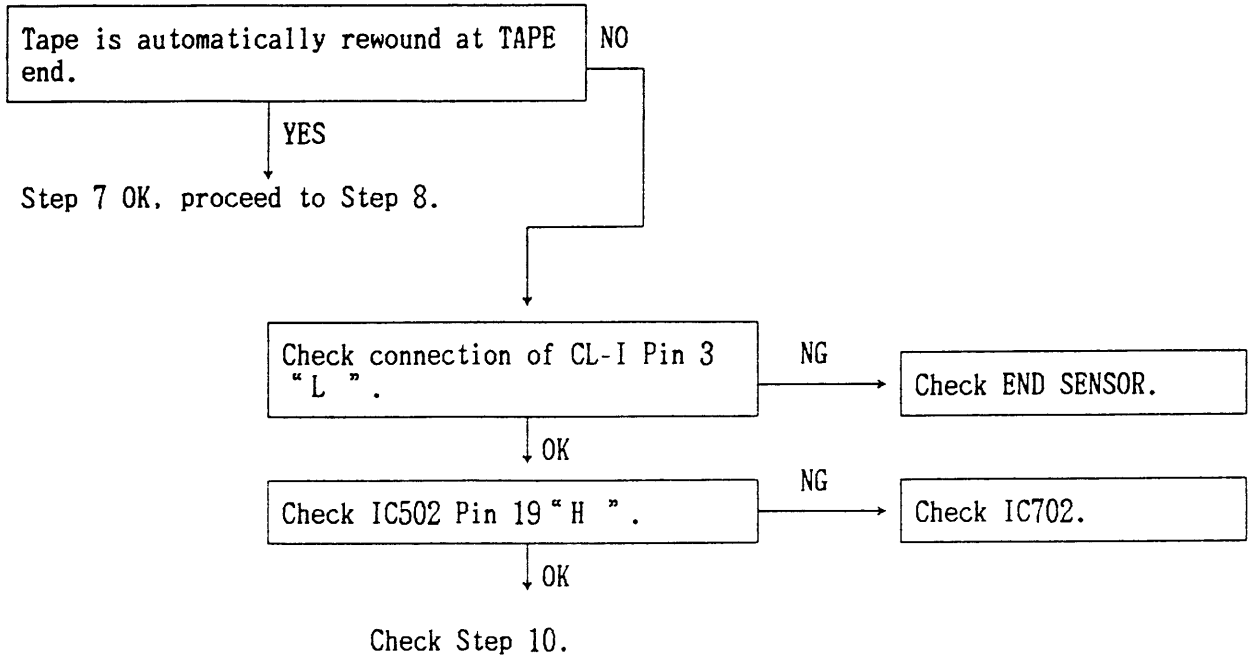 Tape is automatically rewound at TAPE
end.
NO
YES
Step 7 OK, proceed to Step 8.
Check connection of CL-I Pin 3
“L ”.
NG
Check END SENSOR.
OK
Check IC502 Pin 19 “H ”.
NG
Check IC702.
OK
Check Step 10.